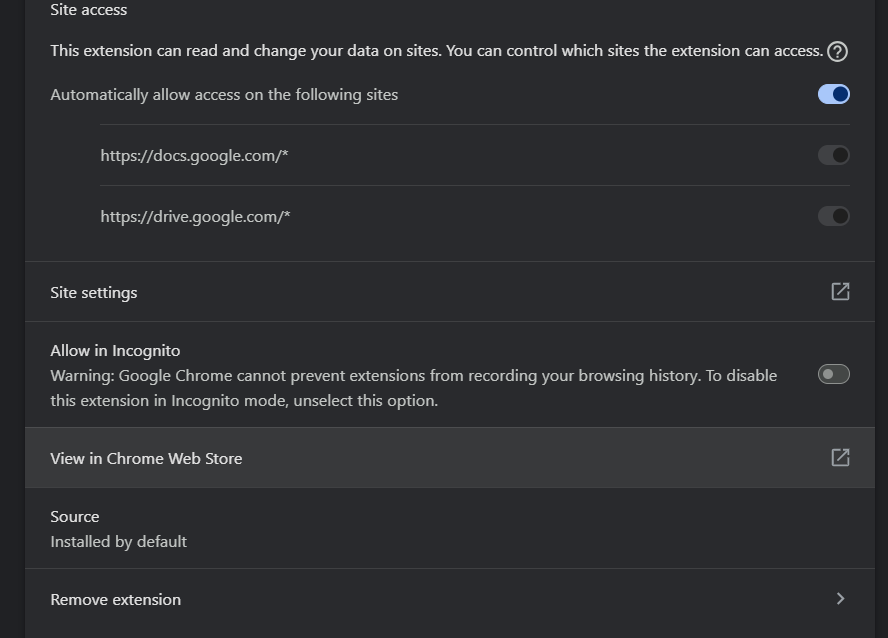 Site access
This extension can read and change your data on sites. You can control which sites the extension can access.
Automatically allow access on the following sites
https://docs.google.com/*
https://drive.google.com/*
Site settings
Allow in Incognito
Warning: Google Chrome cannot prevent extensions from recording your browsing history. To disable
this extension in Incognito mode, unselect this option.
View in Chrome Web Store
Source
Installed by default
Remove extension